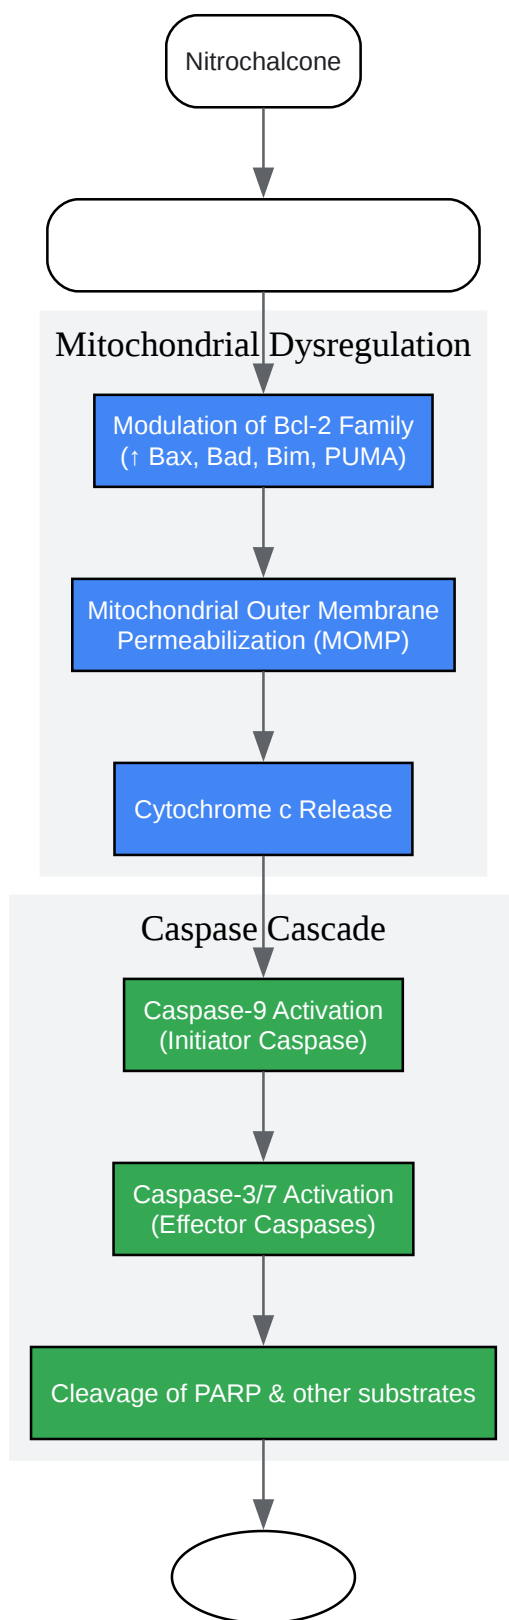 Nitrochalcone
Mitochondrial Dysregulation
Modulation of Bcl-2 Family
(↑ Bax, Bad, Bim, PUMA)
Mitochondrial Outer Membrane
Permeabilization (MOMP)
Cytochrome c Release
Caspase Cascade
Caspase-9 Activation
(Initiator Caspase)
Caspase-3/7 Activation
(Effector Caspases)
Cleavage of PARP & other substrates